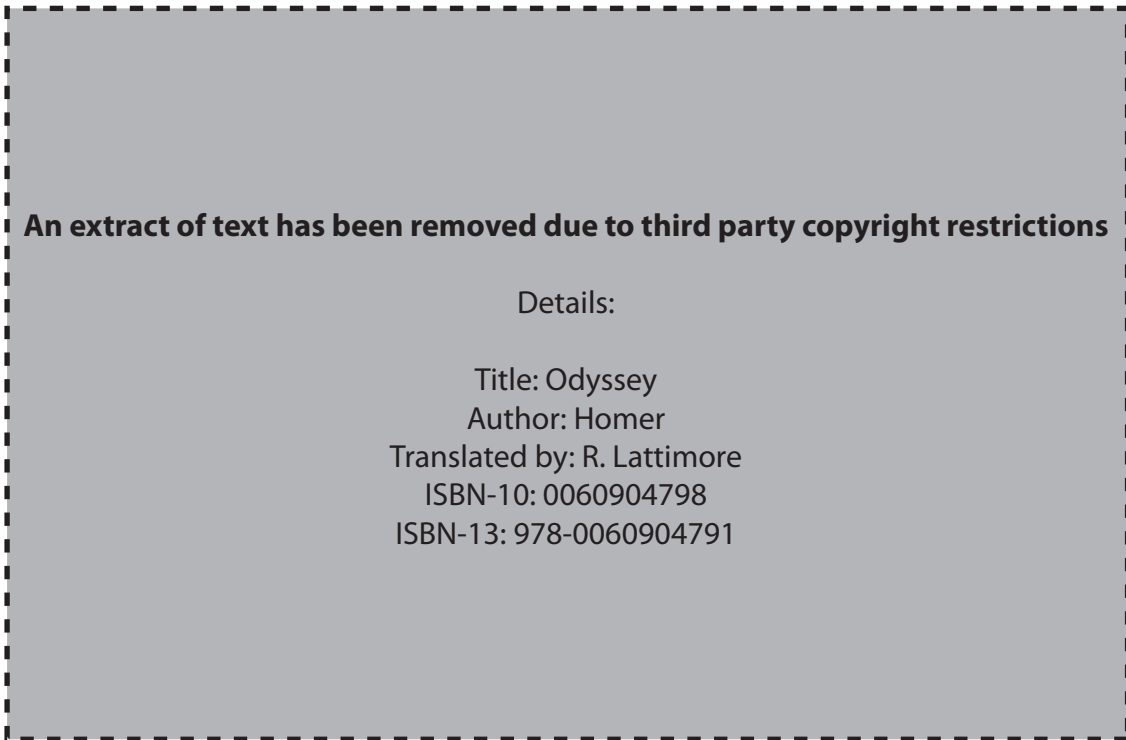 An extract of text has been removed due to third party copyright restrictions
Details:
Title: Odyssey
Author: Homer
Translated by: R. Lattimore
ISBN-10: 0060904798
ISBN-13: 978-0060904791